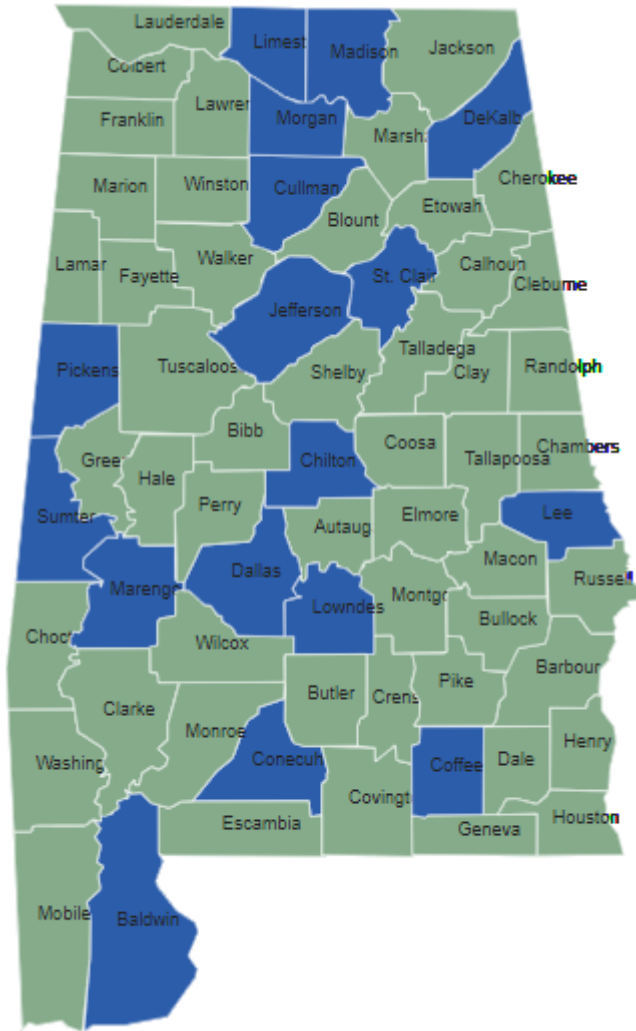 Lauderdale
Limest
Madison
Jackson
Colbert
Lawren
Morgan
DeKalb
Franklin
Marsha
Marion
Winston
Cullman
Cherokee
Blount
Etowah
Walker
Lamar
Fayette
St. Clair
Calhoun
Cleburne
Jefferson
Talladega
Pickens
Tuscaloos
Shelby
Clay
Randolph
Bibb
Coosa
Chambers
Gree
Chilton
Tallapoosa
Hale
Perry
Sumter
Autaug
Elmore
Lee
Macon
Dallas
Russell
Marengo
Lowndes
Montgo
Bullock
Choct
Wilcox
Barbour
Butler
Crens
Pike
Clarke
Monroe
Henry
Washing
Conecuh
Coffee
Dale
Covingto
Escambia
Geneva
Houston
Mobile
Baldwin